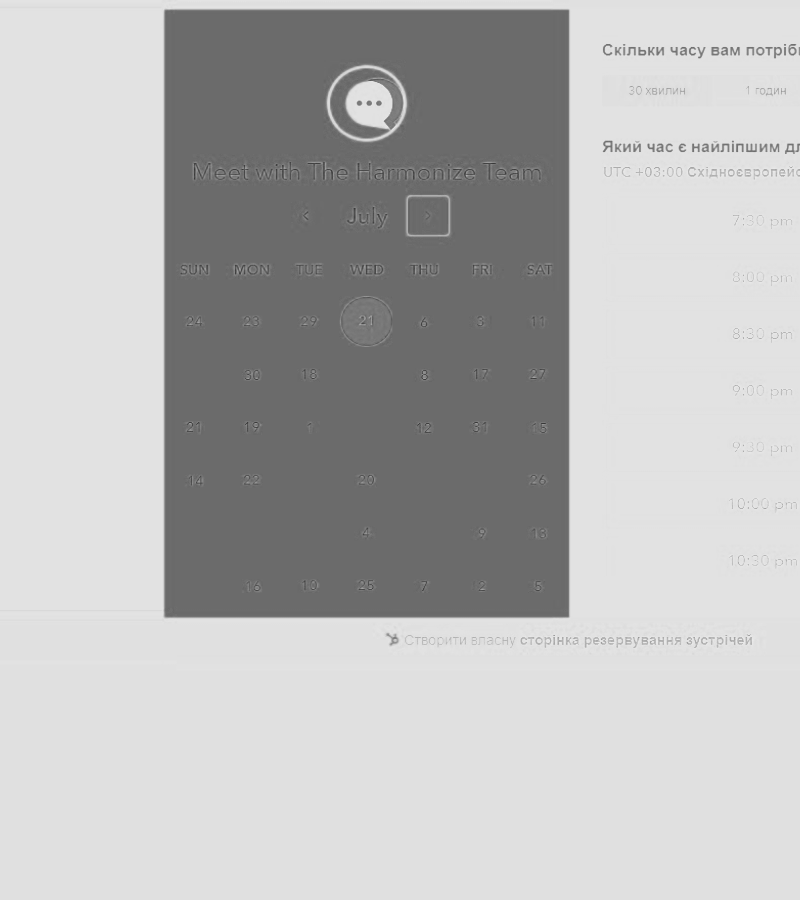 Meet with The Harmonize Team
July
SUN MON TUE WED THU FRI SAT
24 23 29 21 6 3 11
30 18 8 17 27
21 19 1 12 31 15
14 22 20 26
4 9 13
16 10 25 7 2 5
Скільки часу вам потріб
30 хвилин 1 годин
Який час є найліпшим дл
UTC +03:00 Східноєвропейс
7:30 pm
8:00 pm
8:30 pm
9:00 pm
9:30 pm
10:00 pm
10:30 pm
Створити власну сторінка резервування зустрічей